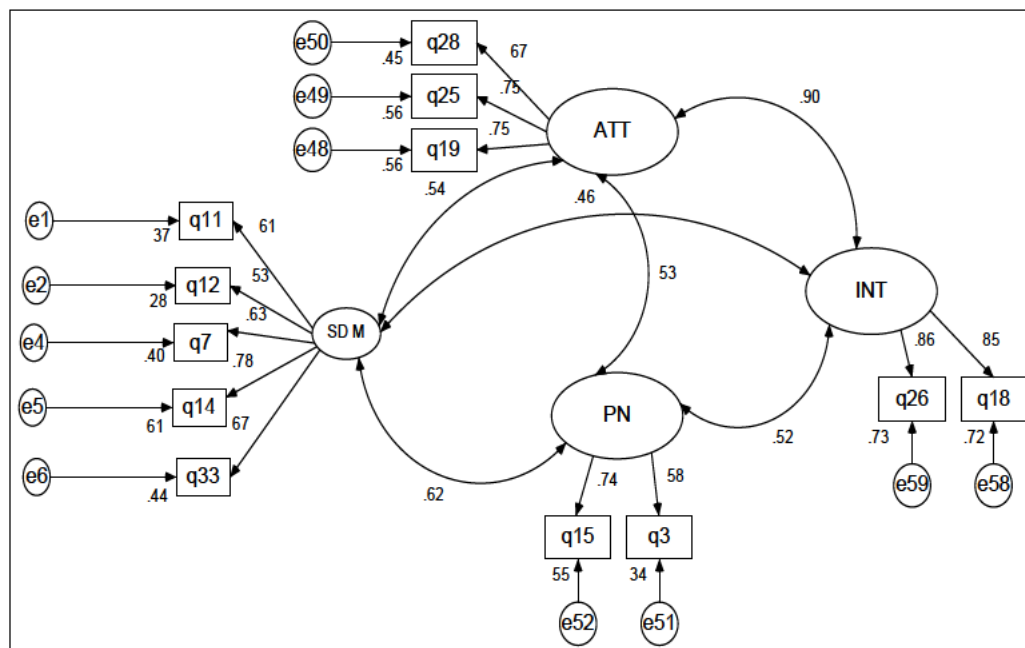 e50
q28
.45
67
e49
q25
.56
.75
e48
q19
.56
.75
ATT
.90
.54
.46
e1
q11
37
61
e2
q12
28
53
e4
q7
.40
.63
SD M
53
INT
e5
q14
61
.78
e6
q33
.44
67
PN
.62
.52
.86
85
q26
q18
.73
.72
e59
e58
.74
58
q15
q3
55
34
e52
e51